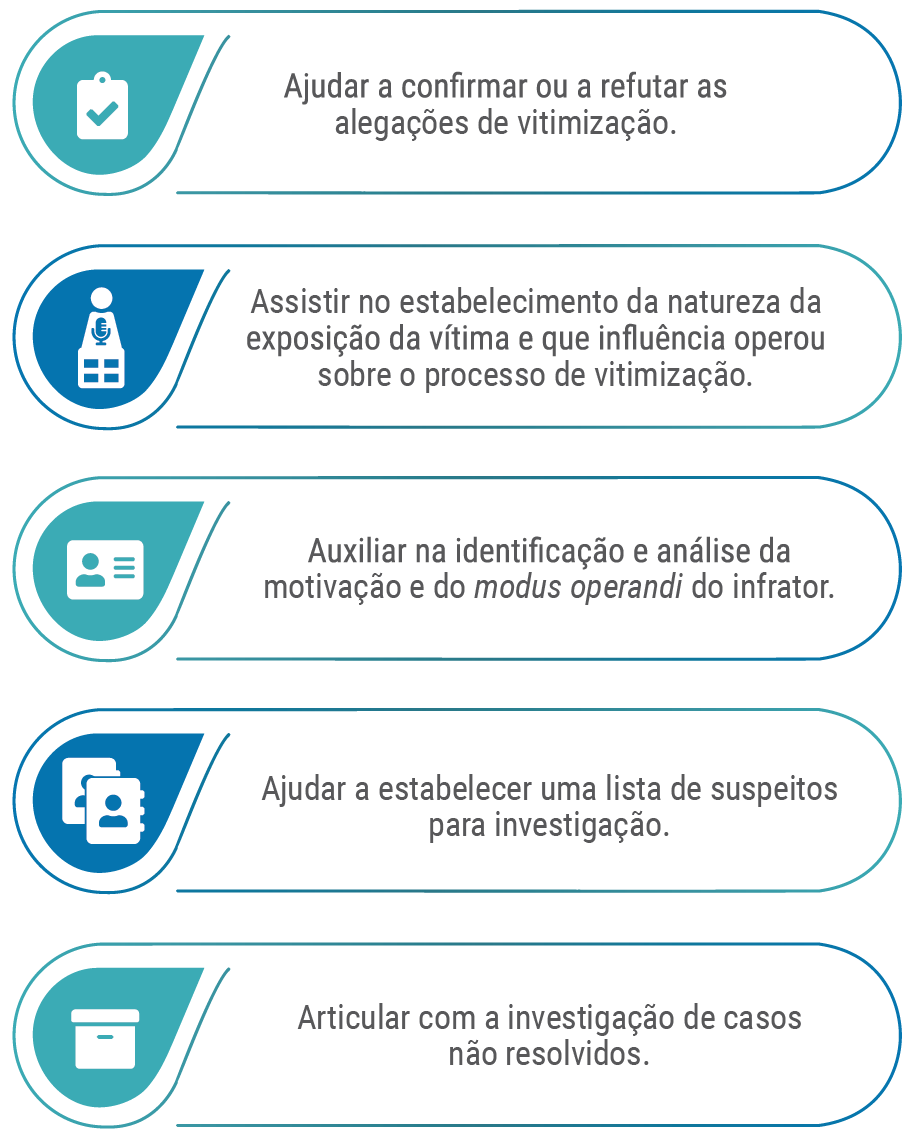 Ajudar a confirmar ou a refutar as
alegações de vitimização.
Assistir no estabelecimento da natureza da
exposição da vítima e que influência operou
sobre o processo de vitimização.
Auxiliar na identificação e análise da
motivação e do modus operandi do infrator.
Ajudar a estabelecer uma lista de suspeitos
para investigação.
Articular com a investigação de casos
não resolvidos.